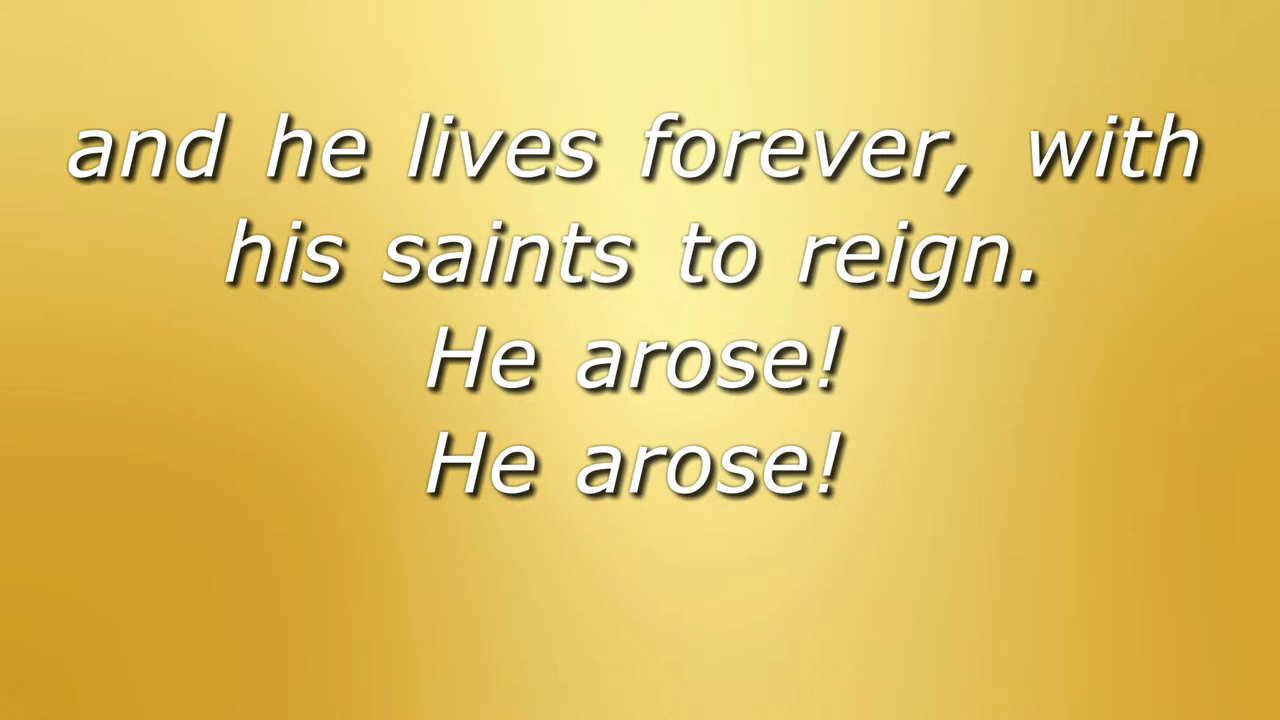 and he lives forever, with
his saints to reign.
He arose!
He arose!